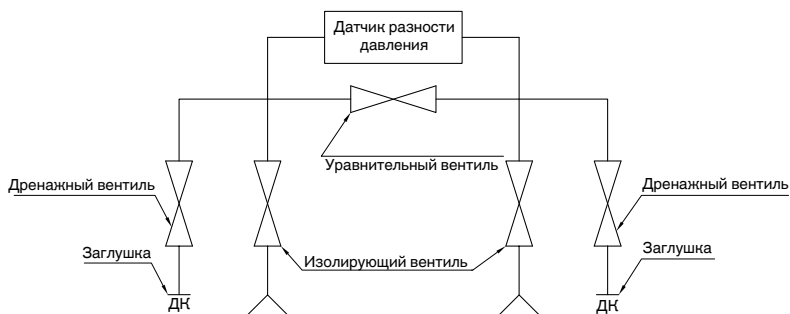 Датчик разности
давления
Уравнительный вентиль
Дренажный вентиль
Дренажный вентиль
Заглушка
Изолирующий вентиль
Заглушка
ДК
ДК